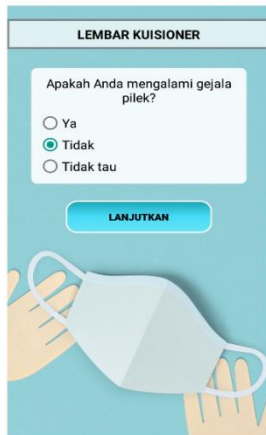 LEMBAR KUISIONER
Apakah Anda mengalami gejala
pilek?
Ya
Tidak
Tidak tau
LANJUTKAN